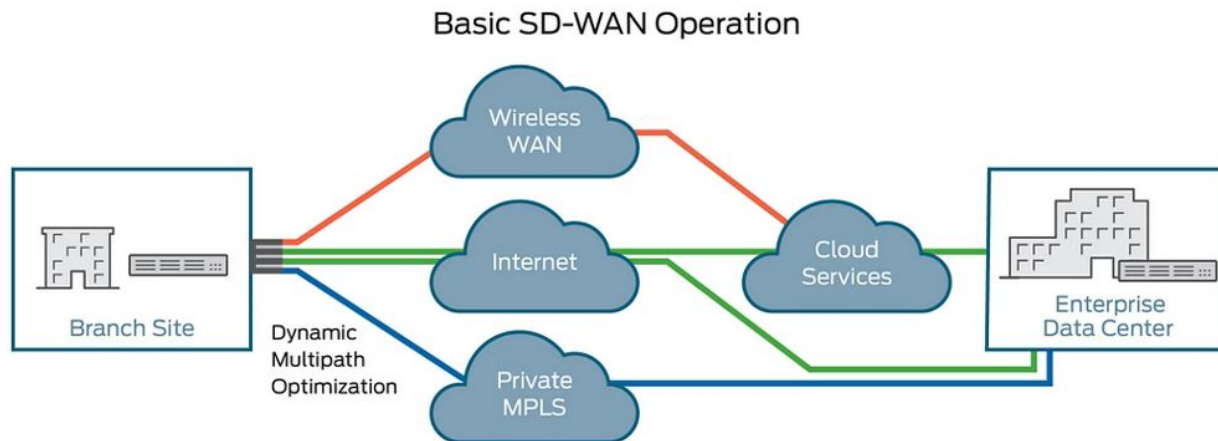 Basic SD-WAN Operation
Wireless
WAN
Internet
Cloud
Services
Branch Site
Enterprise
Data Center
Dynamic
Multipath
Optimization
Private
MPLS